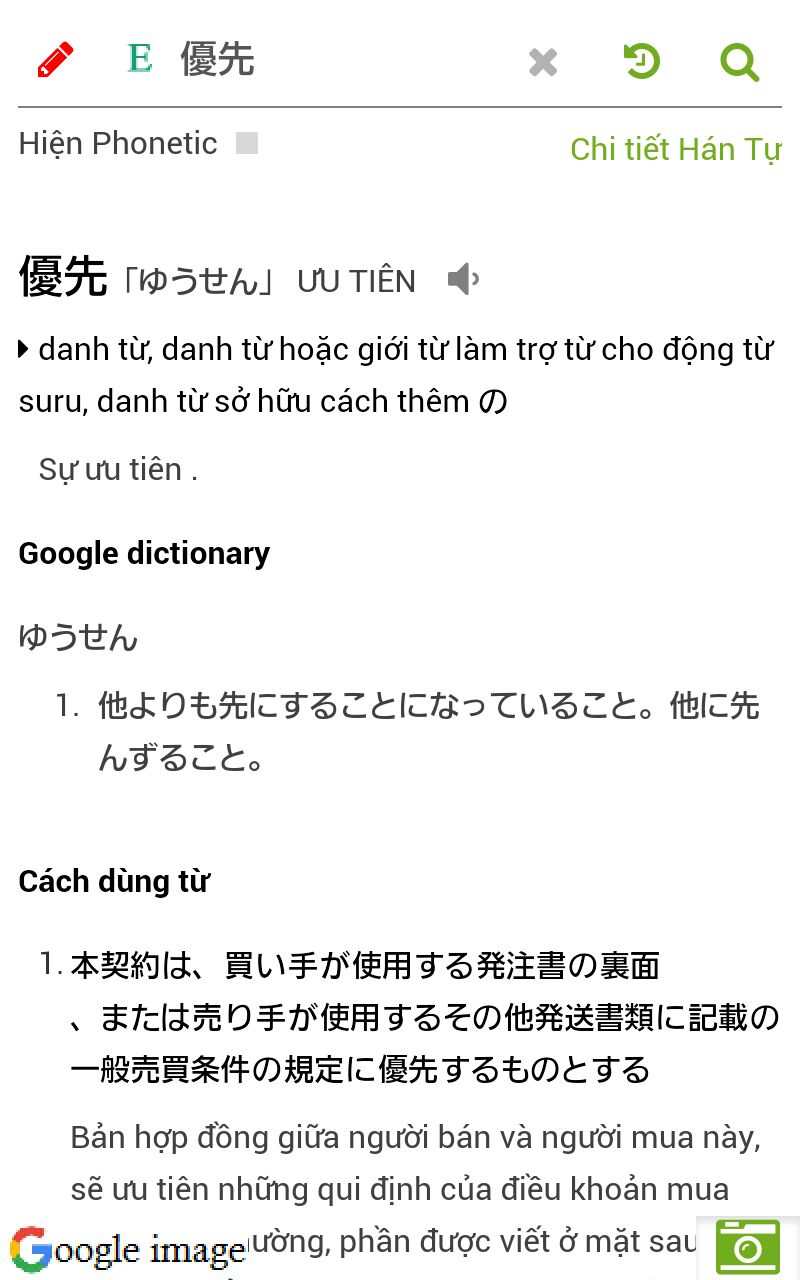 E 優先
Hiện Phonetic
Chi tiết Hán Tự
優先 「ゆうせん」 ƯU TIÊN
danh từ, danh từ hoặc giới từ làm trợ từ cho động từ
suru, danh từ sở hữu cách thêm の
Sự ưu tiên .
Google dictionary
ゆうせん
1. 他よりも先にすることになっていること。他に先
んずること。
Cách dùng từ
1. 本契約は、買い手が使用する発注書の裏面
、または売り手が使用するその他発送書類に記載の
一般売買条件の規定に優先するものとする
Bản hợp đồng giữa người bán và người mua này,
sẽ ưu tiên những qui định của điều khoản mua
phần được viết ở mặt sau
Google image